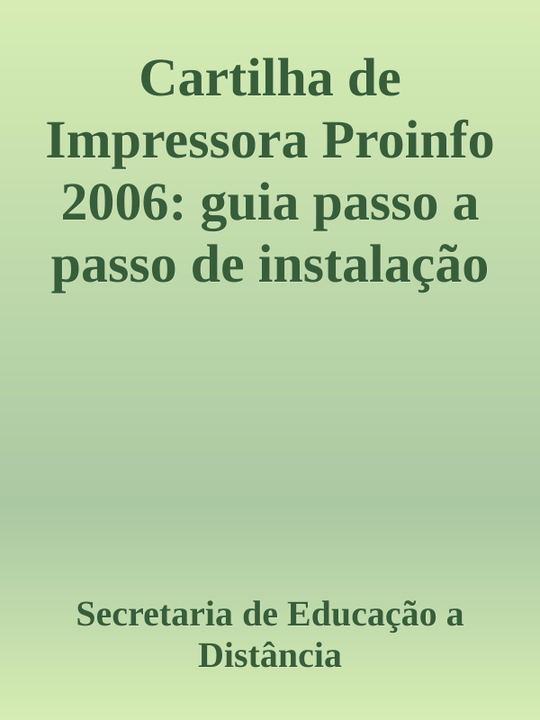 Cartilha de
Impressora Proinfo
2006: guia passo a
passo de instalação
Secretaria de Educação a
Distância